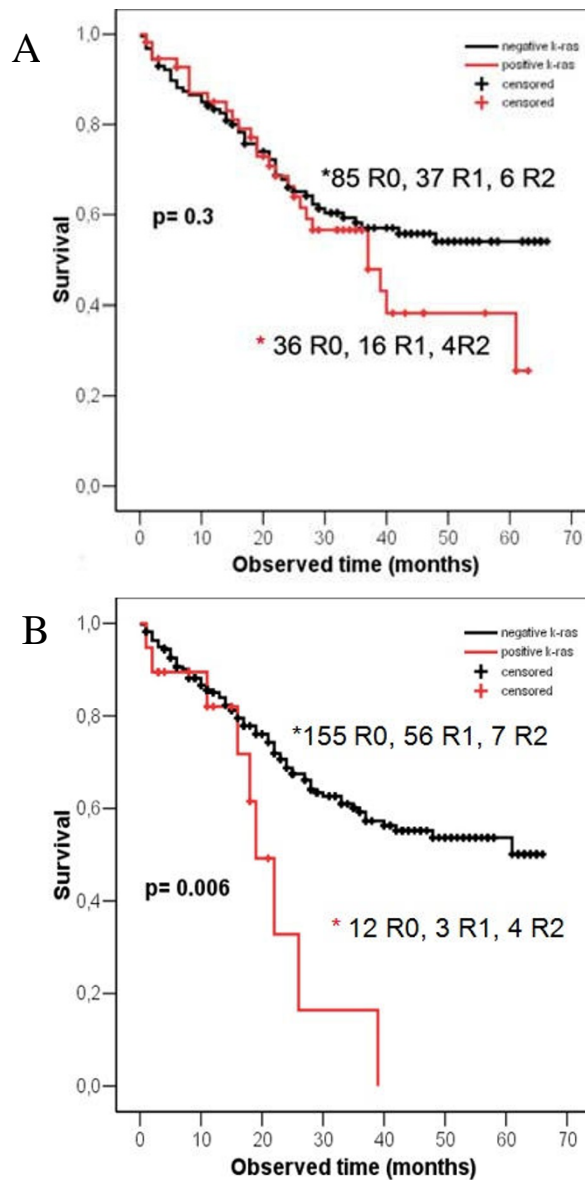 A
1,0
0,8
0,6
0,4
0,2
0,0
Survival
negative k-ras
positive k-ras
censored
censored
*85 R0, 37 R1, 6 R2
p= 0.3
* 36 R0, 16 R1, 4R2
0 10 20 30 40 50 60 70
Observed time (months)
B
1,0
0,8
0,6
0,4
0,2
0,0
Survival
negative k-ras
positive k-ras
censored
censored
*155 R0, 56 R1, 7 R2
p= 0.006
* 12 R0, 3 R1, 4 R2
0 10 20 30 40 50 60 70
Observed time (months)